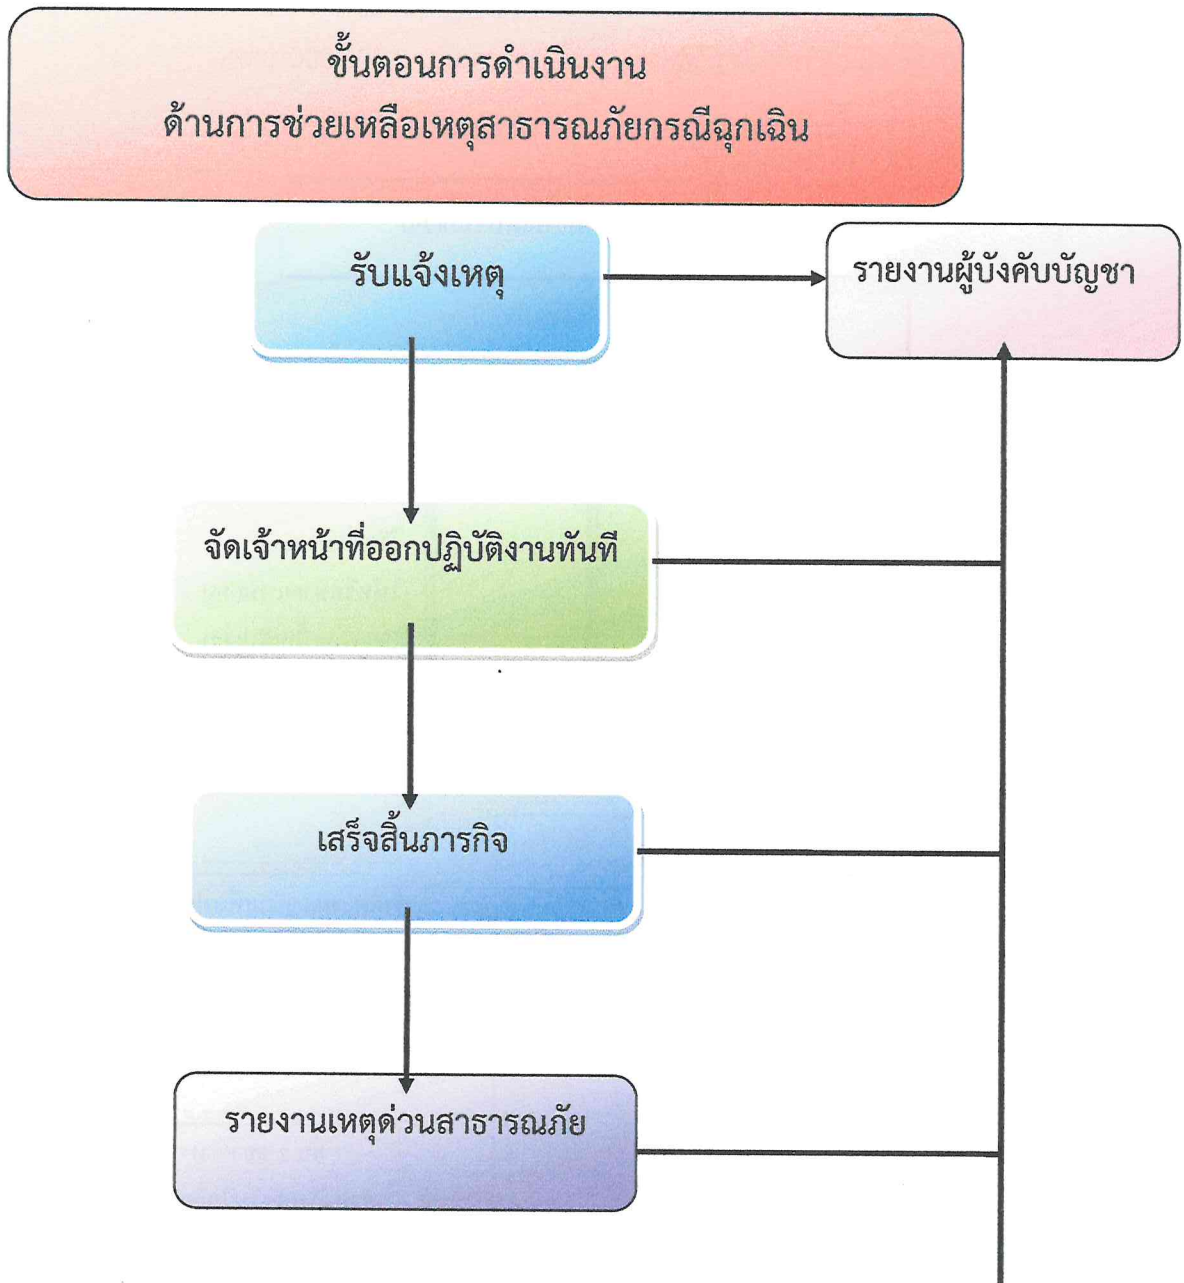 ขั้นตอนการดำเนินงาน
ด้านการช่วยเหลือเหตุสาธารณภัยกรณีฉุกเฉิน
รับแจ้งเหตุ
รายงานผู้บังคับบัญชา
จัดเจ้าหน้าที่ออกปฏิบัติงานทันที
เสร็จสิ้นภารกิจ
รายงานเหตุด่วนสาธารณภัย